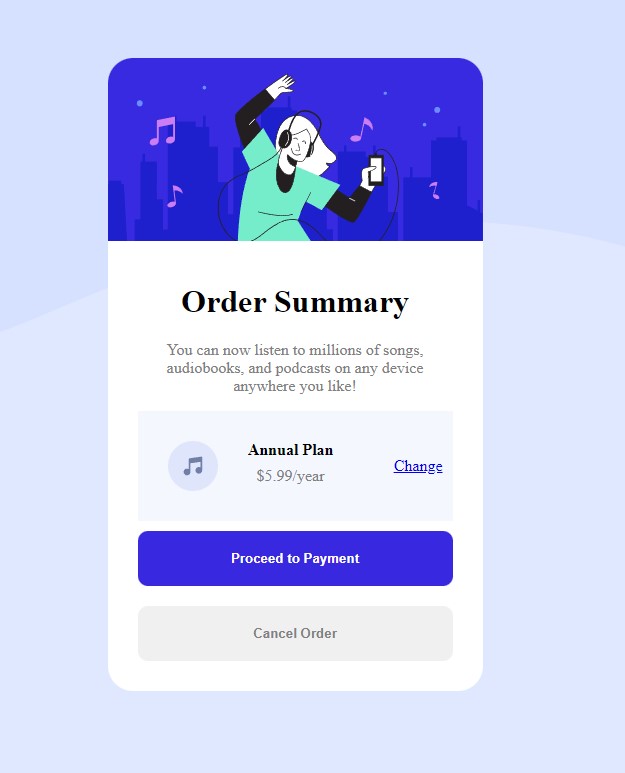 Order Summary
You can now listen to millions of songs,
audiobooks, and podcasts on any device
anywhere you like!
Annual Plan
$5.99/year
Change
Proceed to Payment
Cancel Order